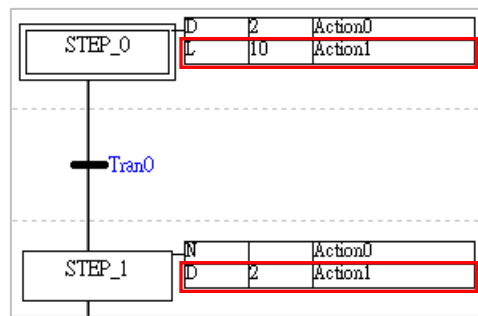 D 2 Action0
STEP_0
L 10 Action1
Tran0
N Action0
STEP_1
D 2 Action1